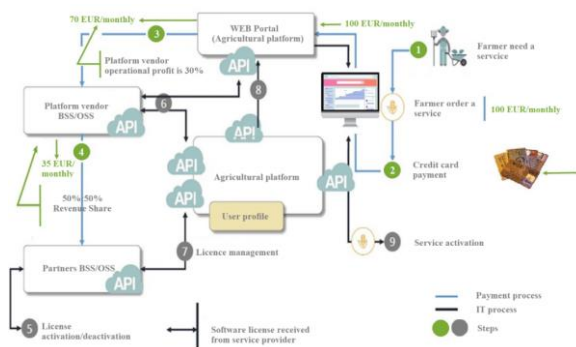 70 EUR/monthly
WEB Portal
(Agricultural platform)
100 EUR/monthly
3
1
Farmer need a
servcice
Platform vendor
operational profit is 30%
API
6
8
Farmer order a
service
100 EUR/monthly
Platform vendor
BSS/OSS
API
API
4
35 EUR/
monthly
API
Agricultural platform
API
2
Credit card
payment
50% 50%
Revenue Share
API
User profile
9
Service activation
7
Licence management
Partners BSS/OSS
API
Payment process
IT process
Steps
5
License
activation/deactivation
Software license received
from service provider